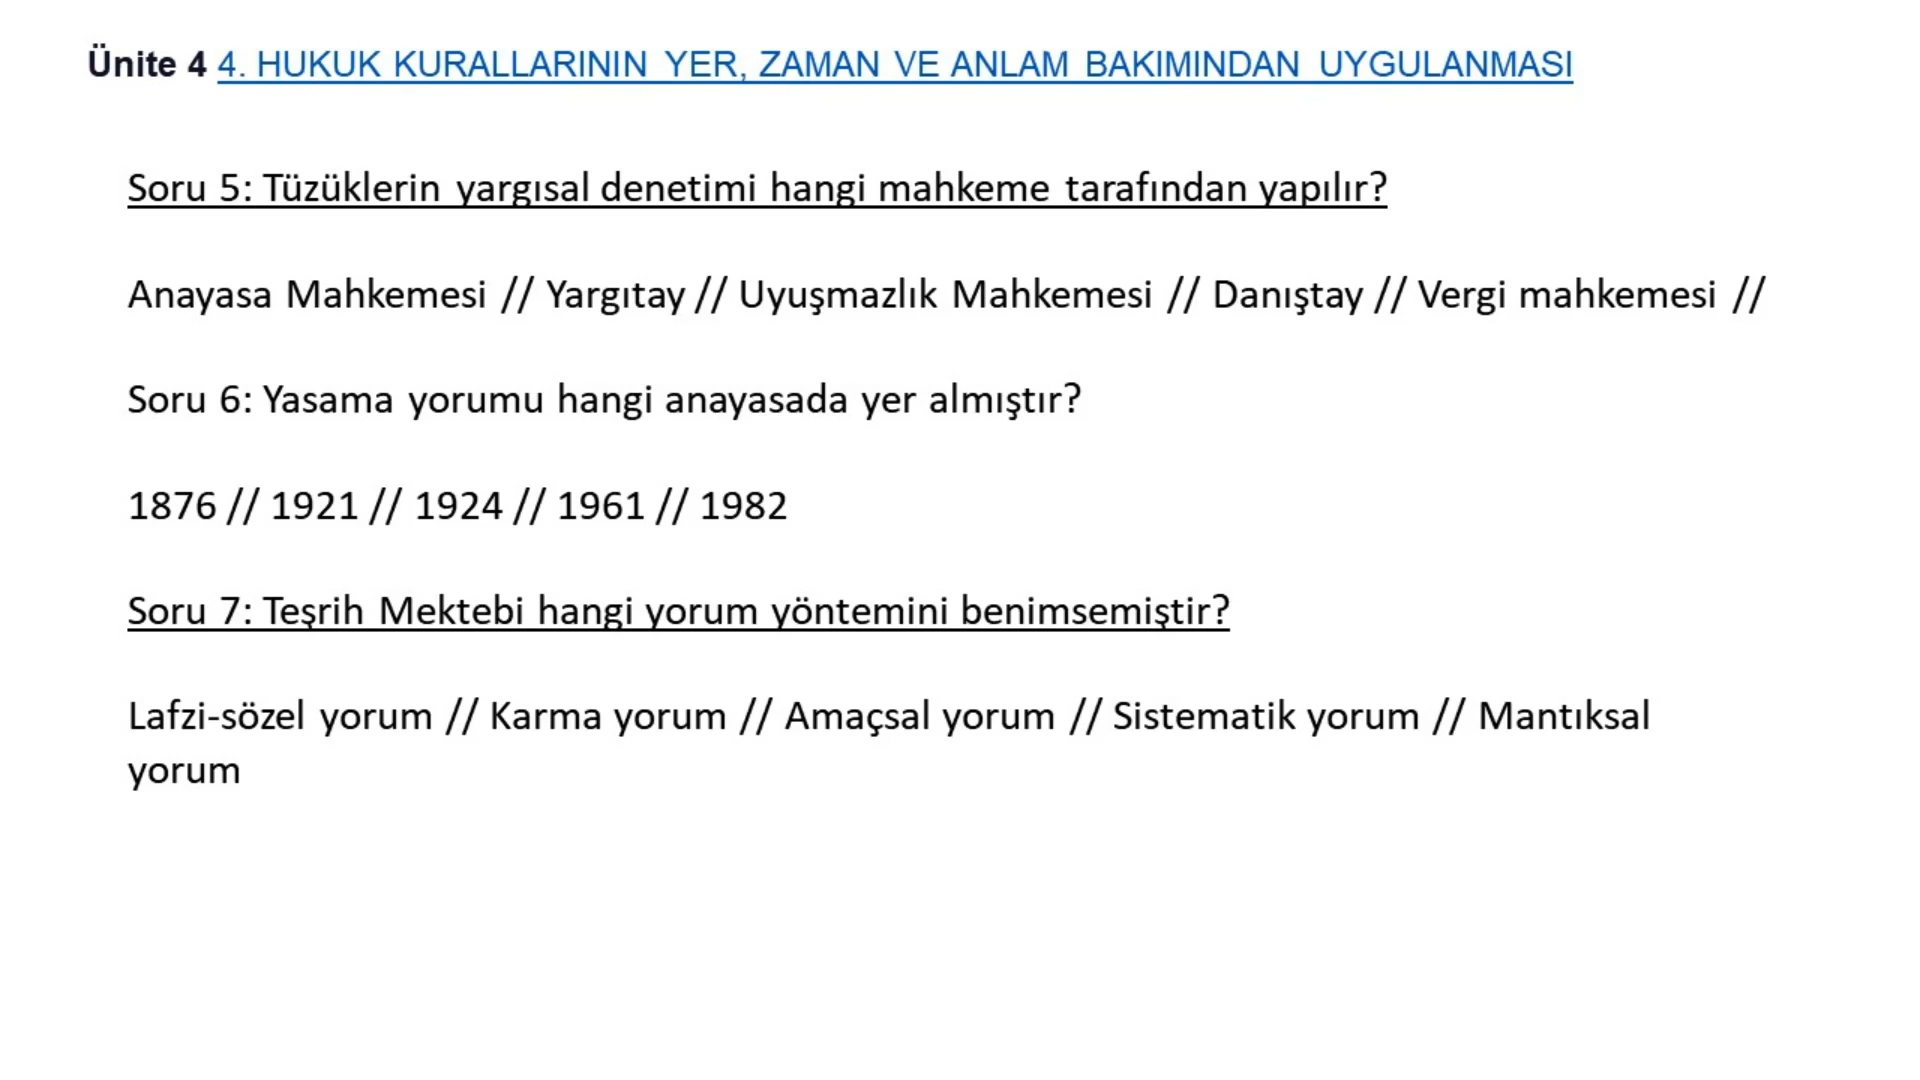 Ünite 4 4. HUKUK KURALLARININ YER, ZAMAN VE ANLAM BAKIMINDAN UYGULANMASI
Soru 5: Tüzüklerin yargısal denetimi hangi mahkeme tarafından yapılır?
Anayasa Mahkemesi // Yargıtay // Uyuşmazlık Mahkemesi // Danıştay // Vergi mahkemesi //
Soru 6: Yasama yorumu hangi anayasada yer almıştır?
1876 // 1921 // 1924 // 1961 // 1982
Soru 7: Teşrih Mektebi hangi yorum yöntemini benimsemiştir?
Lafzi-sözel yorum // Karma yorum // Amaçsal yorum // Sistematik yorum // Mantıksal
yorum